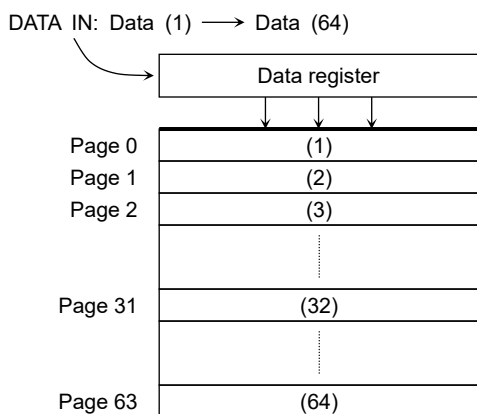 DATA IN: Data (1) → Data (64)
Data register
Page 0 (1)
Page 1 (2)
Page 2 (3)
Page 31 (32)
Page 63 (64)